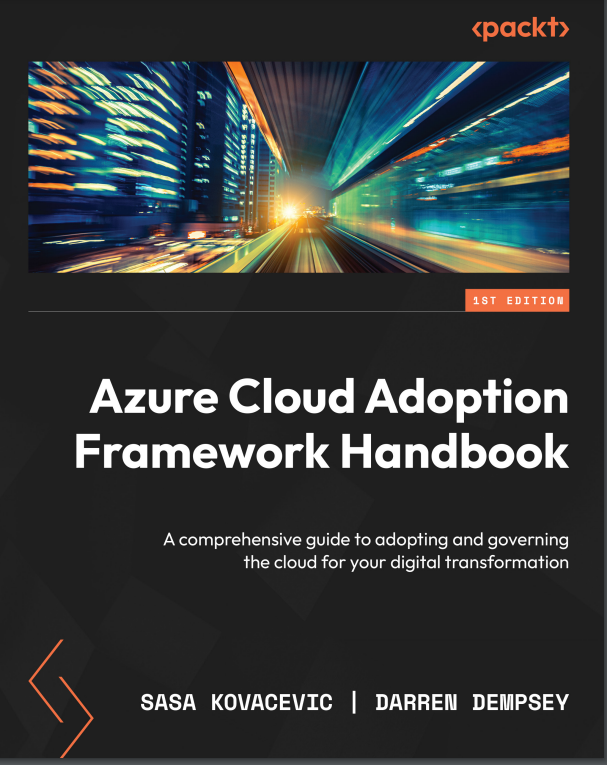 <packt>
1ST EDITION
Azure Cloud Adoption
Framework Handbook
A comprehensive guide to adopting and governing
the cloud for your digital transformation
SASA KOVACEVIC | DARREN DEMPSEY